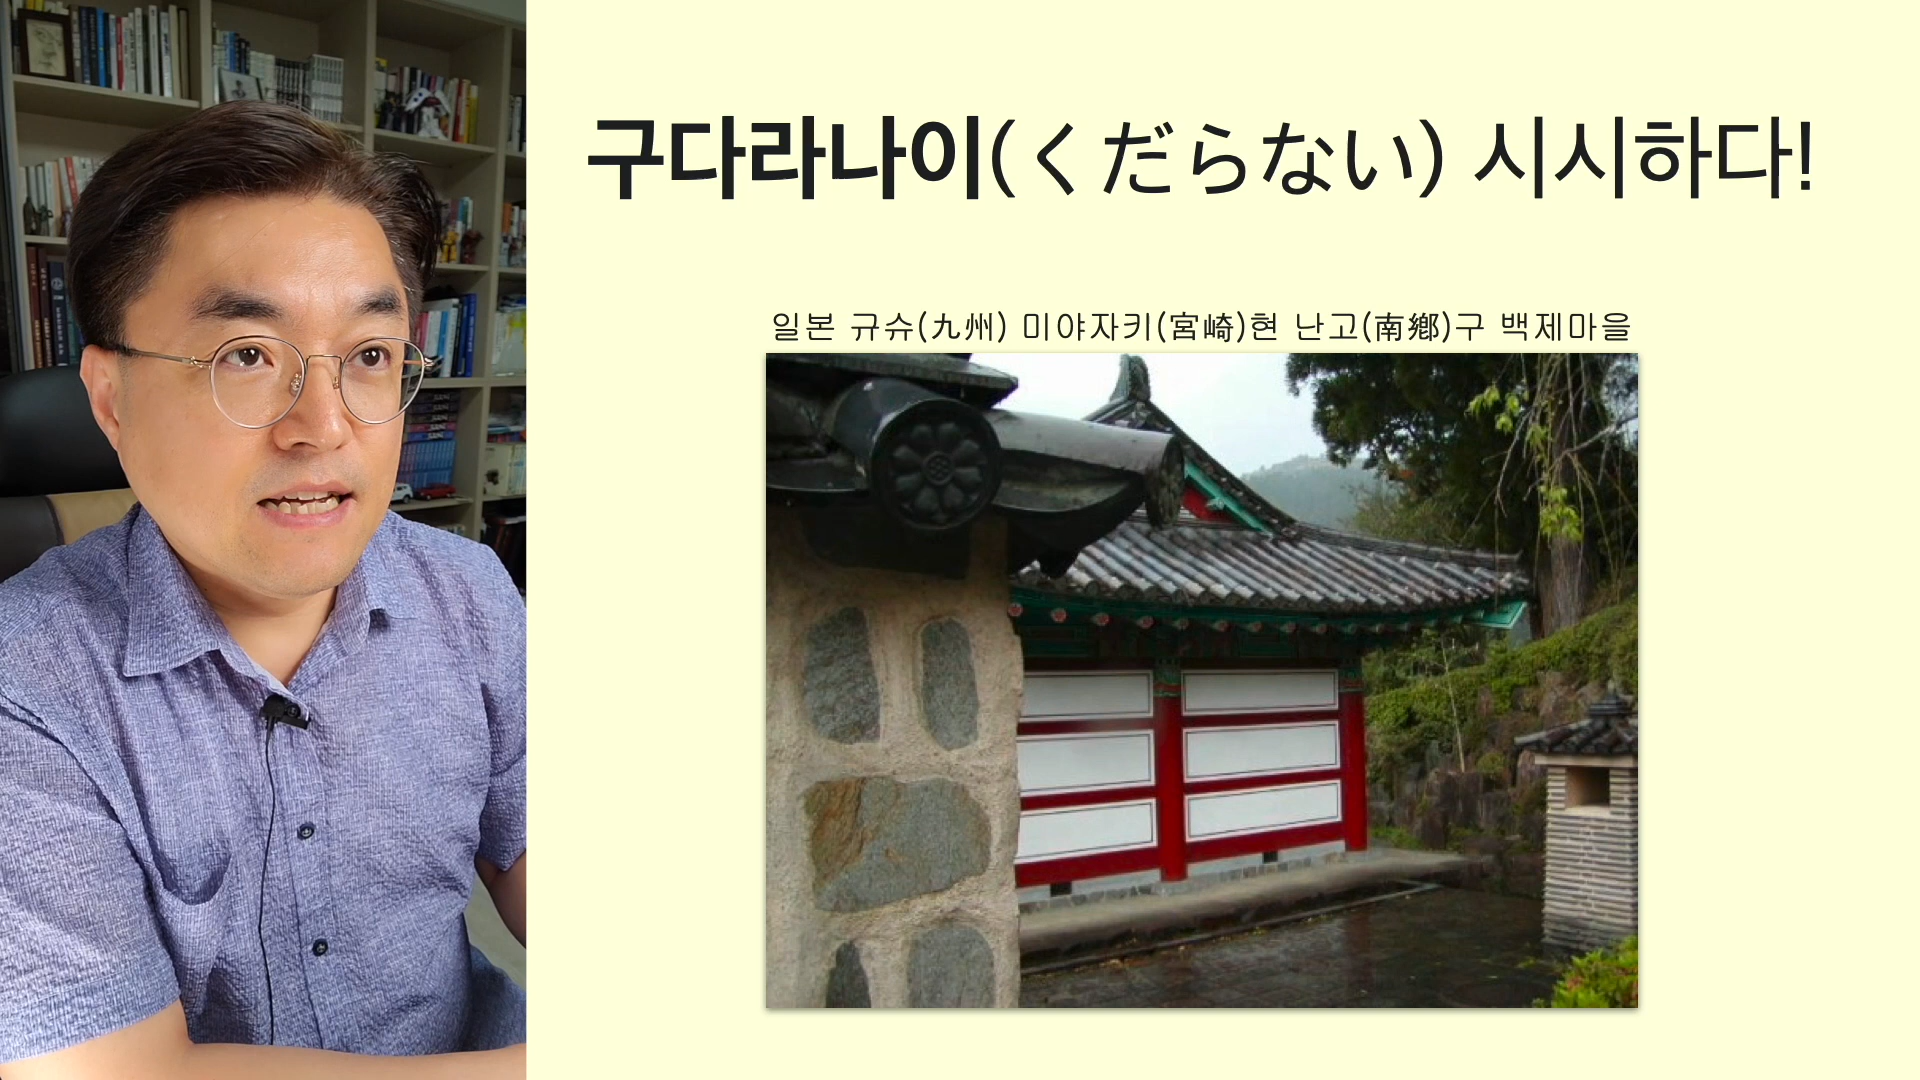 구다라나이(くだらない) 시시하다!
일본 규슈(九州) 미야자키(宮崎)현 난고(南鄕)구 백제마을